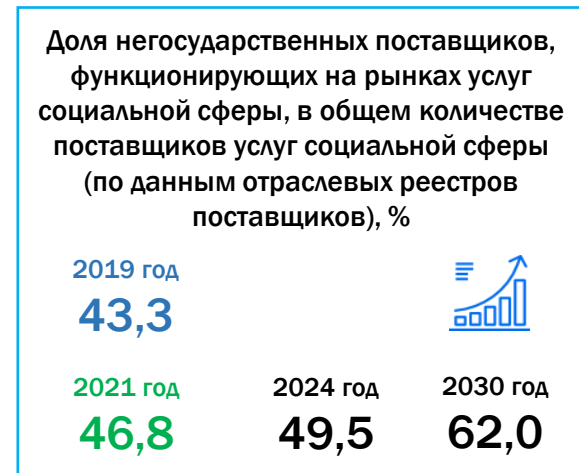 Доля негосударственных поставщиков,
функционирующих на рынках услуг
социальной сферы, в общем количестве
поставщиков услуг социальной сферы
(по данным отраслевых реестров
поставщиков), %
2019 год
43,3
2021 год
46,8
2024 год
49,5
2030 год
62,0